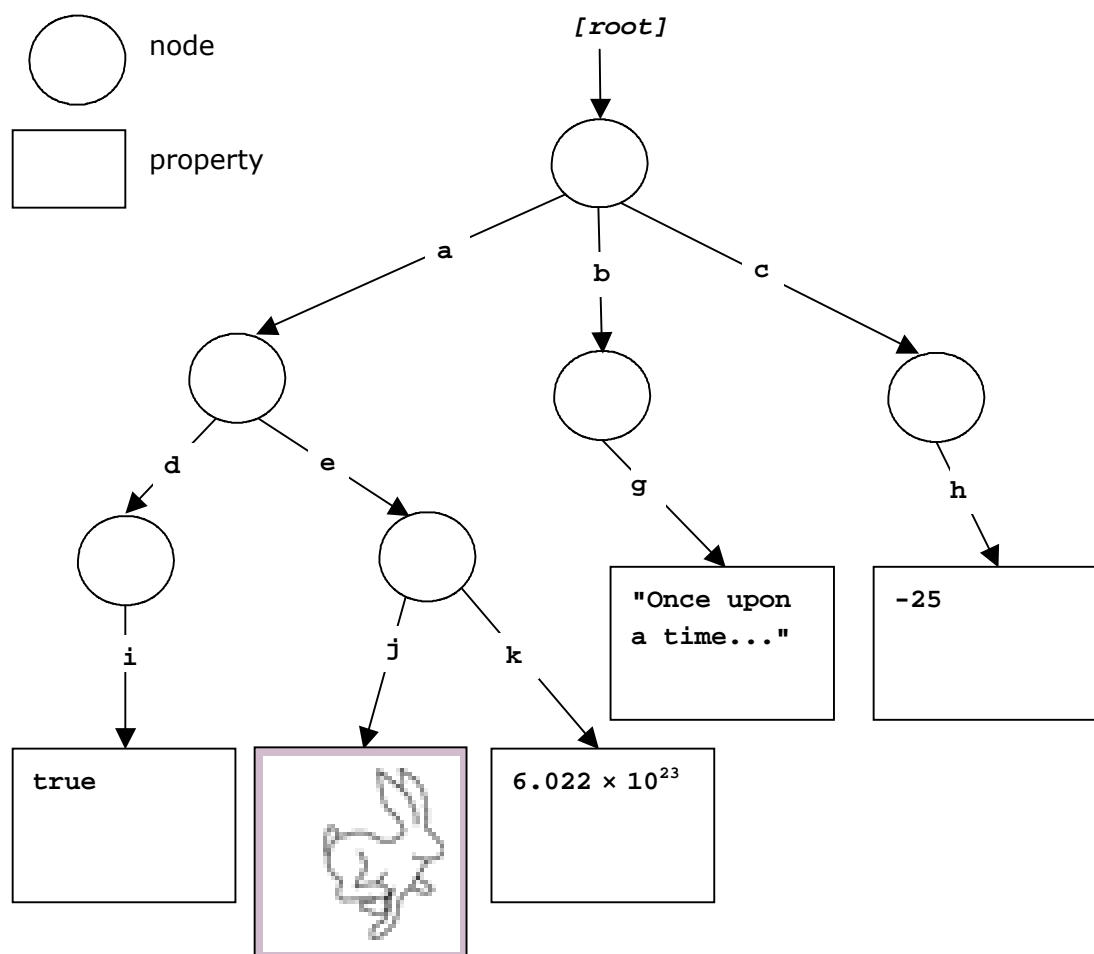 node
property
[root]
a
b
c
d
e
g
h
i
j
k
"Once upon
a time..."
-25
true
6.022 × 10²³